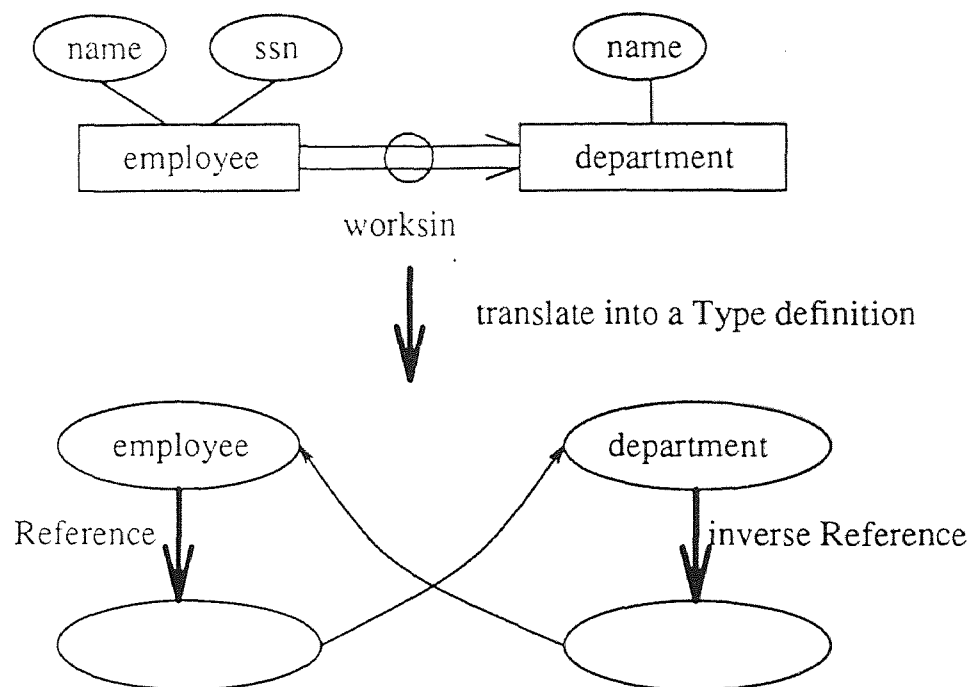 name ssn name
employee department
worksin
translate into a Type definition
employee department
Reference inverse Reference